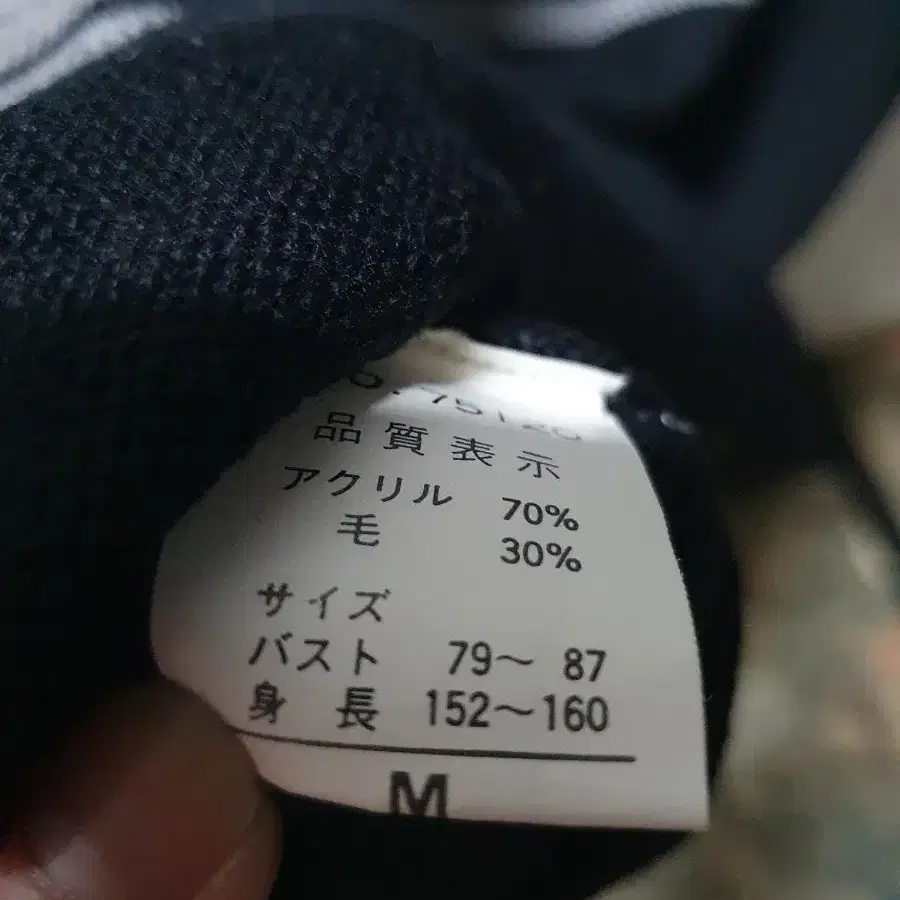 品質表示
アクリル 70%
毛 30%
サイズ
バスト 79〜 87
身 長 152〜160
M